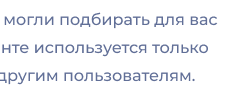 могли подбирать для вас
нте используется только
другим пользователям.